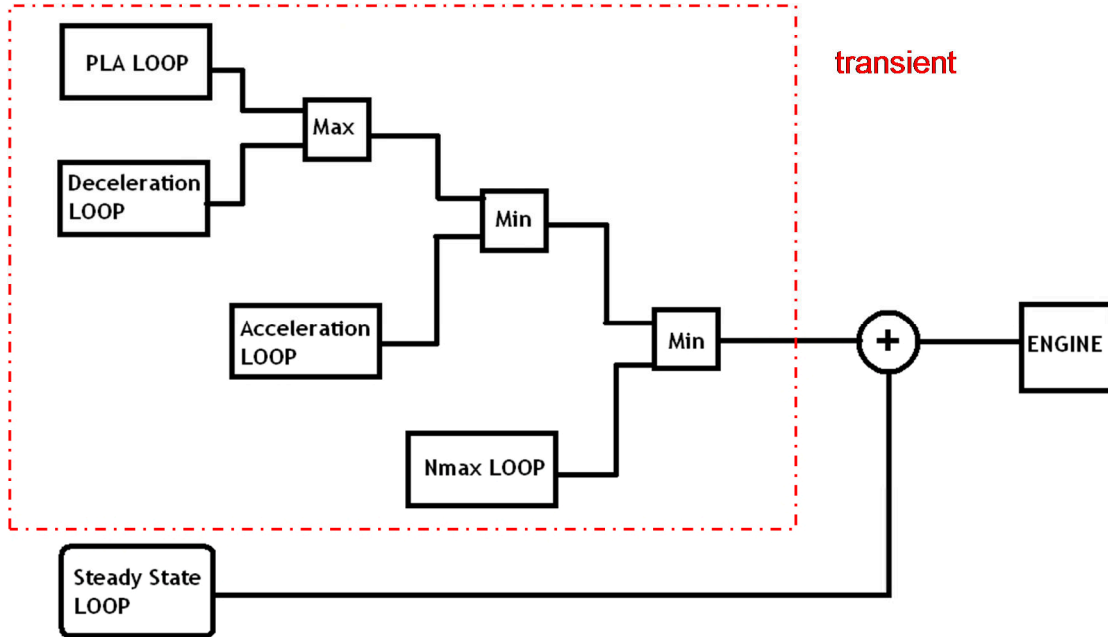 PLA LOOP
transient
Max
Deceleration
LOOP
Min
Acceleration
LOOP
Min
+
ENGINE
Nmax LOOP
Steady State
LOOP